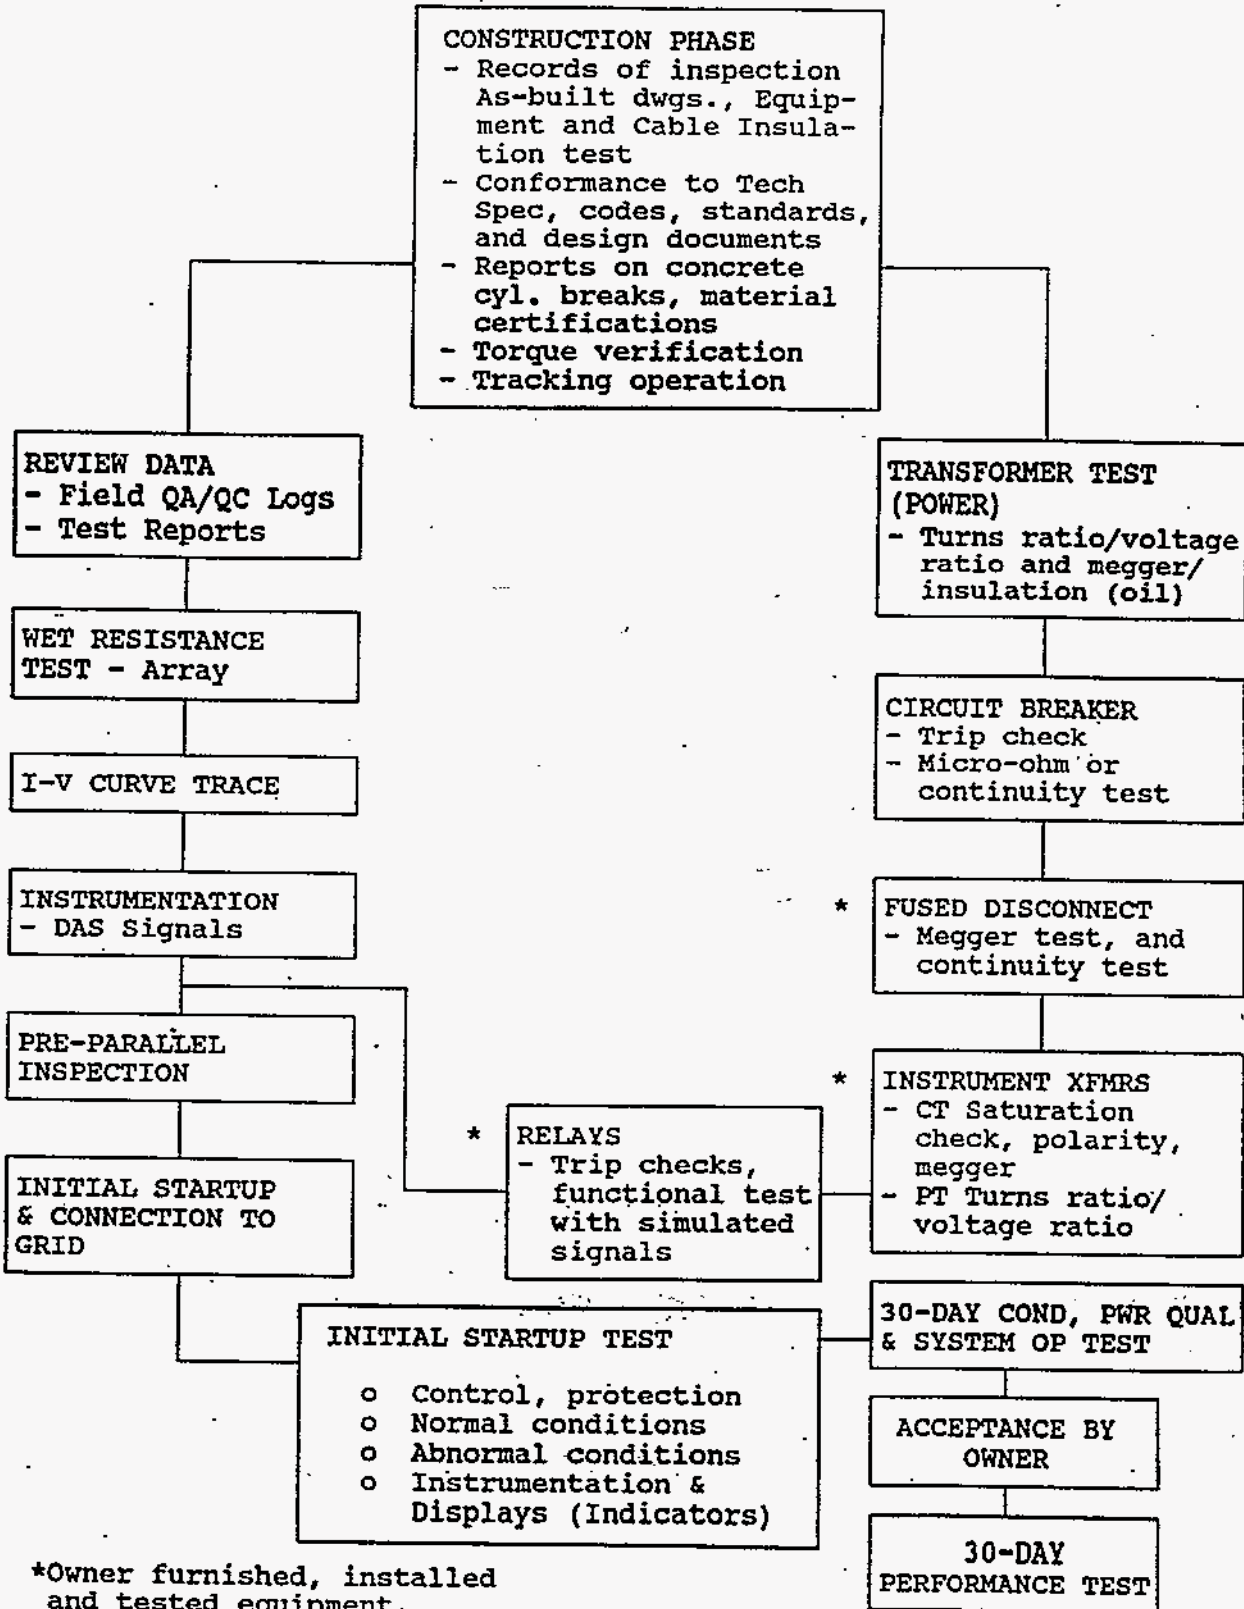 CONSTRUCTION PHASE
- Records of inspection
As-built dwgs., Equip-
ment and Cable Insula-
tion test
- Conformance to Tech
Spec, codes, standards,
and design documents
- Reports on concrete
cyl. breaks, material
certifications
- Torque verification
- Tracking operation
REVIEW DATA
- Field QA/QC Logs
- Test Reports
WET RESISTANCE
TEST - Array
I-V CURVE TRACE
INSTRUMENTATION
- DAS Signals
PRE-PARALLEL
INSPECTION
INITIAL STARTUP
& CONNECTION TO
GRID
TRANSFORMER TEST
(POWER)
- Turns ratio/voltage
ratio and megger/
insulation (oil)
CIRCUIT BREAKER
- Trip check
- Micro-ohm or
continuity test
* FUSED DISCONNECT
- Megger test, and
continuity test
* INSTRUMENT XFMRS
- CT Saturation
check, polarity,
megger
- PT Turns ratio/
voltage ratio
* RELAYS
- Trip checks,
functional test
with simulated
signals
INITIAL STARTUP TEST
o Control, protection
o Normal conditions
o Abnormal conditions
o Instrumentation &
Displays (Indicators)
30-DAY COND, PWR QUAL
& SYSTEM OP TEST
ACCEPTANCE BY
OWNER
30-DAY
PERFORMANCE TEST
*Owner furnished, installed
and tested equipment.